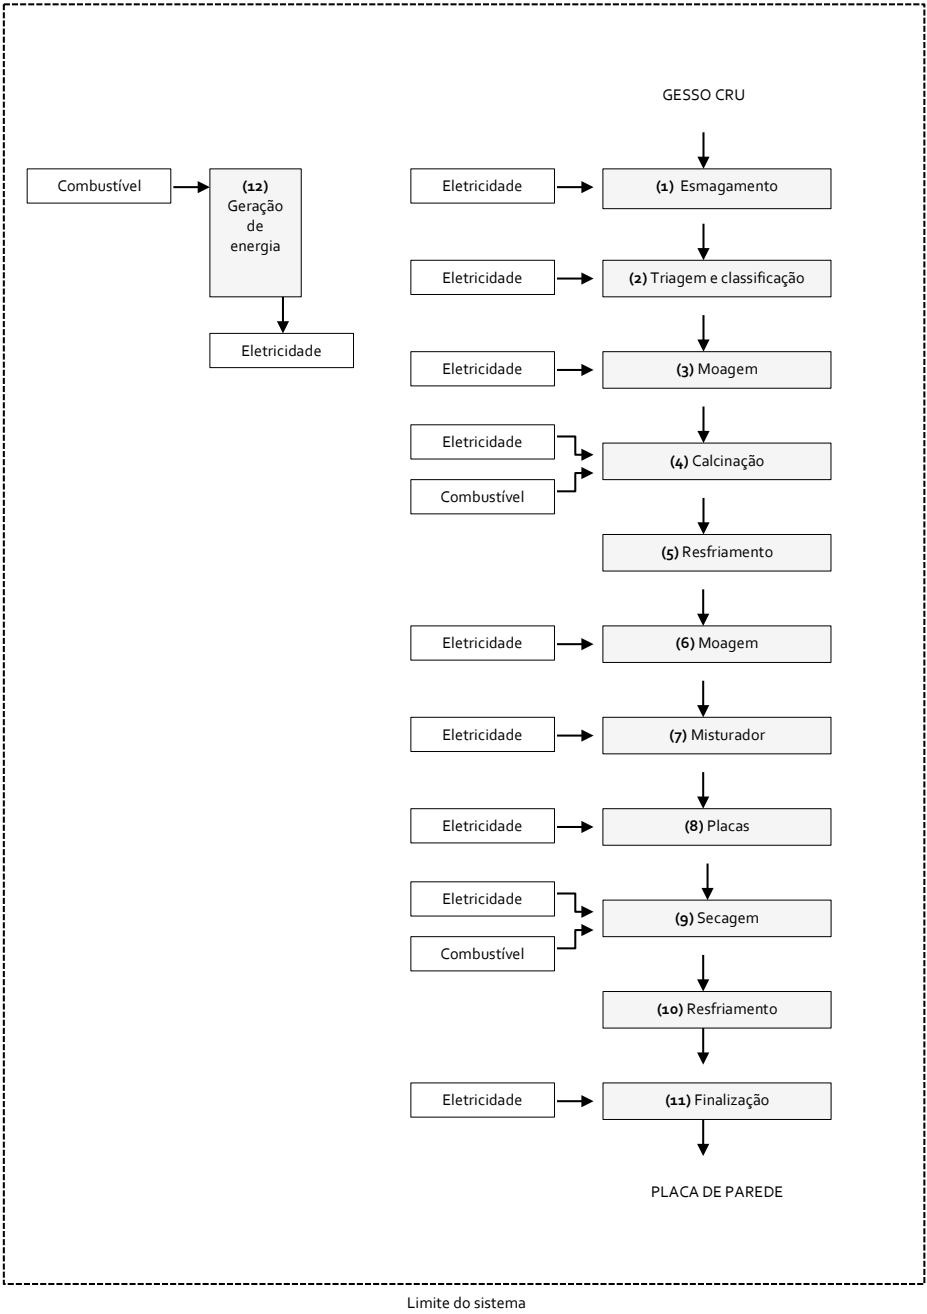 GESSO CRU
Combustível
(12)
Geração
de
energia
Eletricidade
Eletricidade
(1) Esmagamento
Eletricidade
(2) Triagem e classificação
Eletricidade
(3) Moagem
Eletricidade
Combustível
(4) Calcinação
(5) Resfriamento
Eletricidade
(6) Moagem
Eletricidade
(7) Misturador
Eletricidade
(8) Placas
Eletricidade
Combustível
(9) Secagem
(10) Resfriamento
Eletricidade
(11) Finalização
PLACA DE PAREDE
Limite do sistema